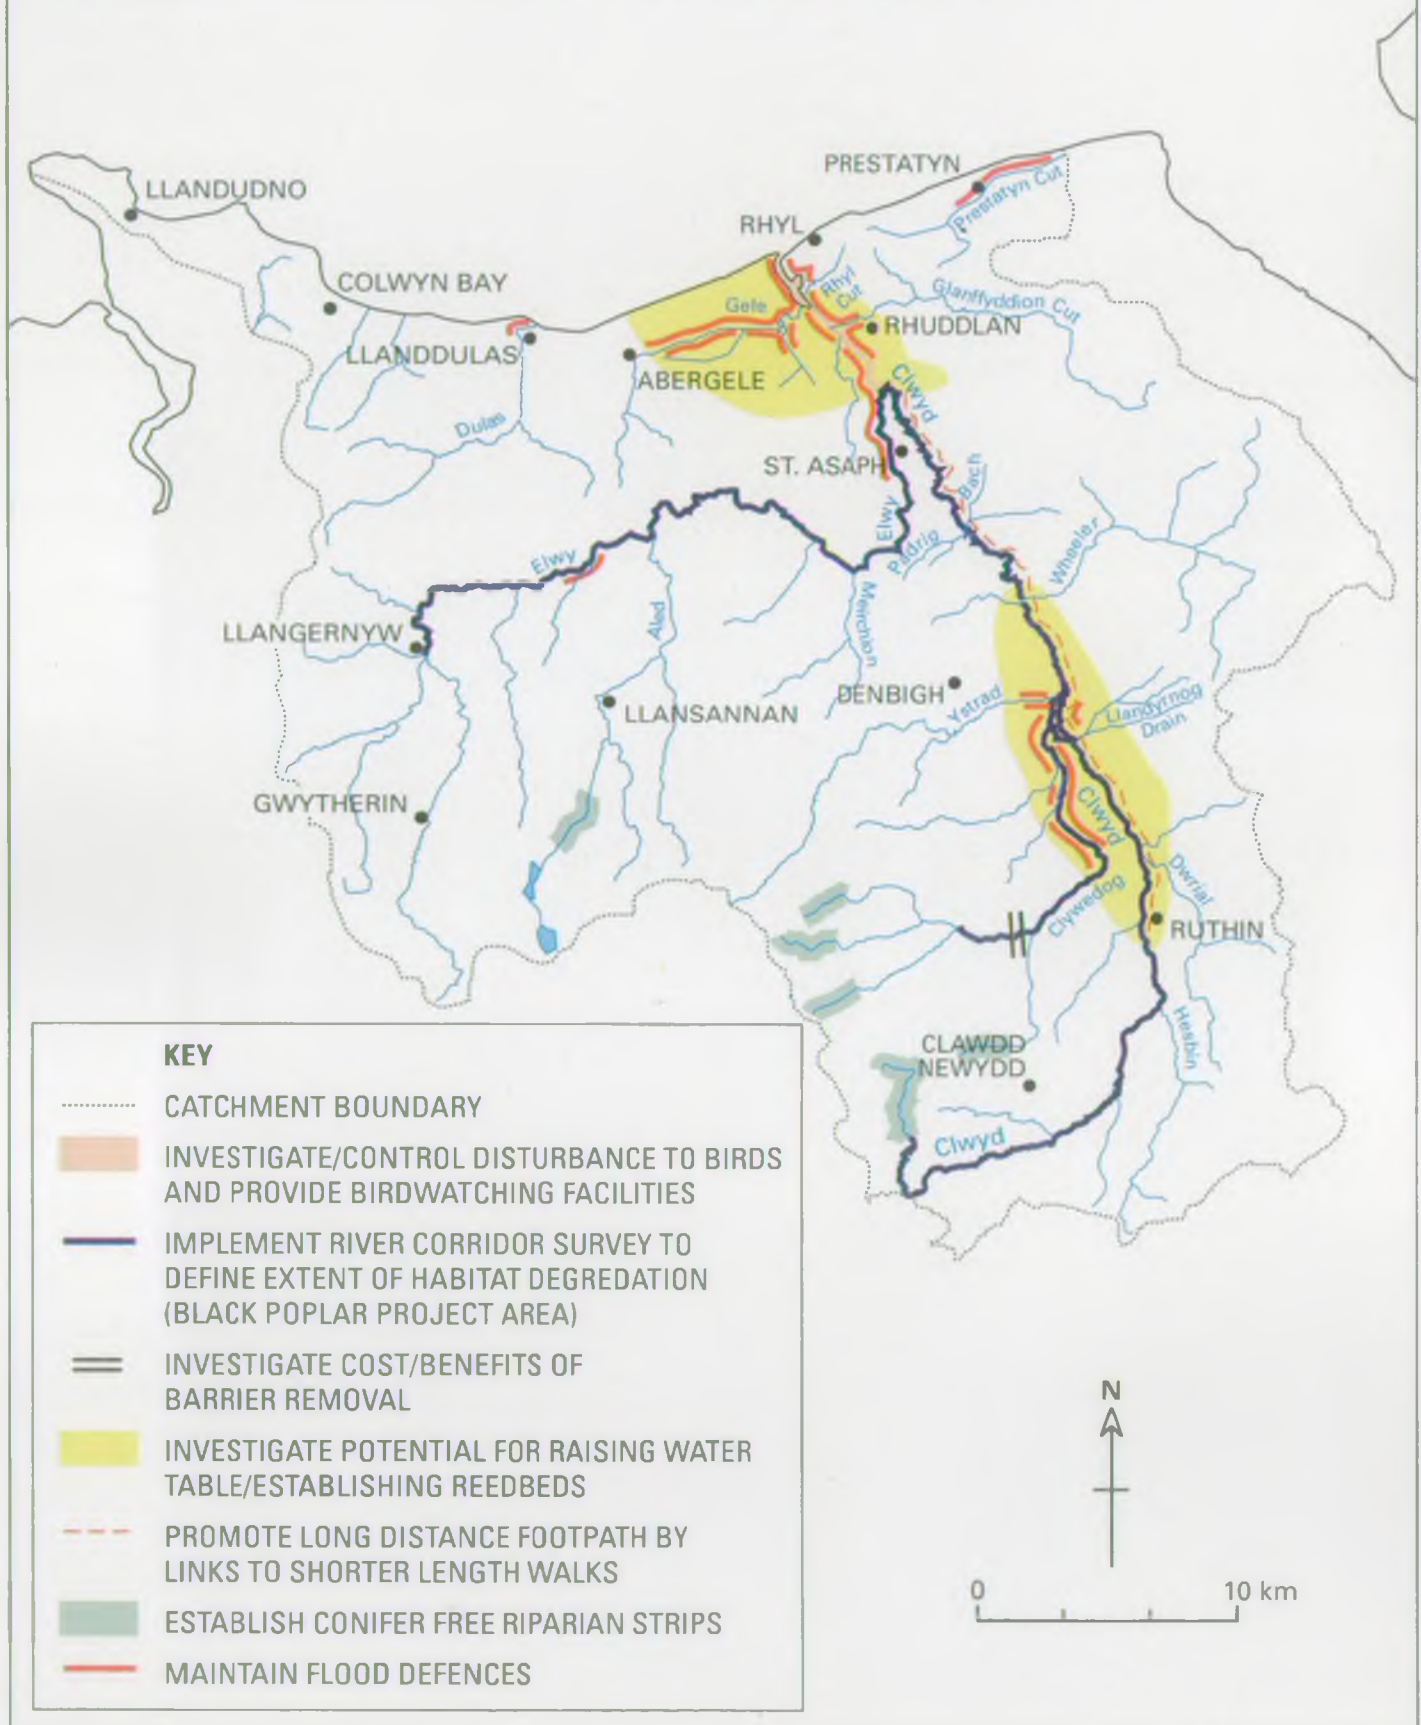 PRESTATYN
Prestatyn Cut
LLANDUDNO
RHYL
COLWYN BAY
Rhyl
Cut
Glanffyddion Cut
Gele
RHUDDLAN
LLANDDULAS
ABERGELE
Clwyd
Dulas
ST. ASAPH
Bach
Elwy
Padrig
Wheeler
Elwy
Meirchion
Aled
LLANGERNYW
DENBIGH
Ystrad
Llandyrnog
Drain
LLANSANNAN
GWYTHERIN
Clwyd
Dwrial
Clywedog
RUTHIN
Hesbin
CLAWDD
NEWYDD
Clwyd
KEY
CATCHMENT BOUNDARY
INVESTIGATE/CONTROL DISTURBANCE TO BIRDS
AND PROVIDE BIRDWATCHING FACILITIES
IMPLEMENT RIVER CORRIDOR SURVEY TO
DEFINE EXTENT OF HABITAT DEGREDATION
(BLACK POPLAR PROJECT AREA)
INVESTIGATE COST/BENEFITS OF
BARRIER REMOVAL
INVESTIGATE POTENTIAL FOR RAISING WATER
TABLE/ESTABLISHING REEDBEDS
PROMOTE LONG DISTANCE FOOTPATH BY
LINKS TO SHORTER LENGTH WALKS
ESTABLISH CONIFER FREE RIPARIAN STRIPS
MAINTAIN FLOOD DEFENCES
N
0 10 km